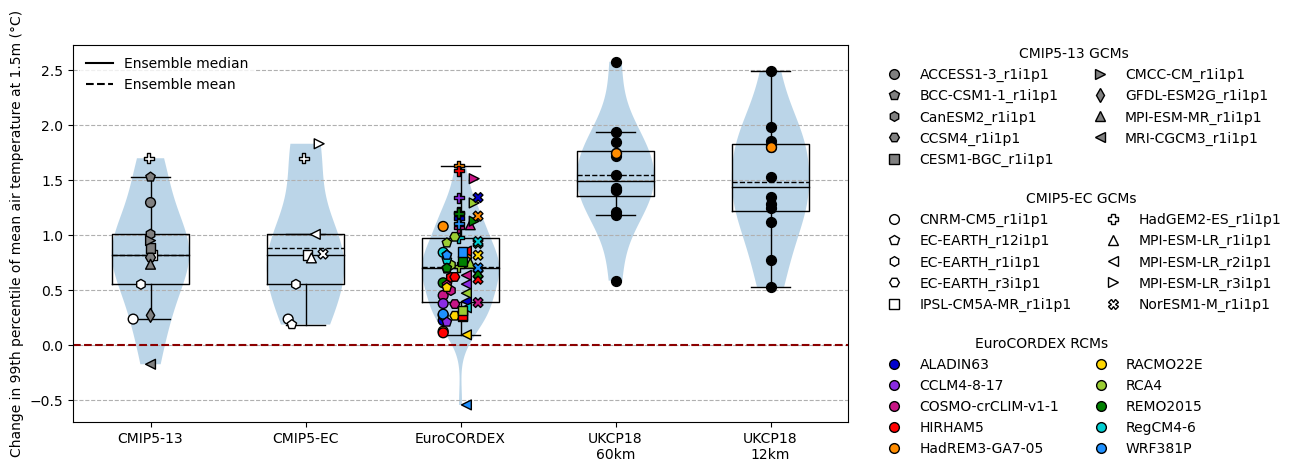 Change in 99th percentile of mean air temperature at 1.5m (°C)
2.5
2.0
1.5
1.0
0.5
0.0
−0.5
Ensemble median
Ensemble mean
CMIP5-13
CMIP5-EC
EuroCORDEX
UKCP18
60km
UKCP18
12km
CMIP5-13 GCMs
ACCESS1-3_r1i1p1
BCC-CSM1-1_r1i1p1
CanESM2_r1i1p1
CCSM4_r1i1p1
CESM1-BGC_r1i1p1
CMCC-CM_r1i1p1
GFDL-ESM2G_r1i1p1
MPI-ESM-MR_r1i1p1
MRI-CGCM3_r1i1p1
CMIP5-EC GCMs
CNRM-CM5_r1i1p1
EC-EARTH_r12i1p1
EC-EARTH_r1i1p1
EC-EARTH_r3i1p1
IPSL-CM5A-MR_r1i1p1
HadGEM2-ES_r1i1p1
MPI-ESM-LR_r1i1p1
MPI-ESM-LR_r2i1p1
MPI-ESM-LR_r3i1p1
NorESM1-M_r1i1p1
EuroCORDEX RCMs
ALADIN63
CCLM4-8-17
COSMO-crCLIM-v1-1
HIRHAM5
HadREM3-GA7-05
RACMO22E
RCA4
REMO2015
RegCM4-6
WRF381P